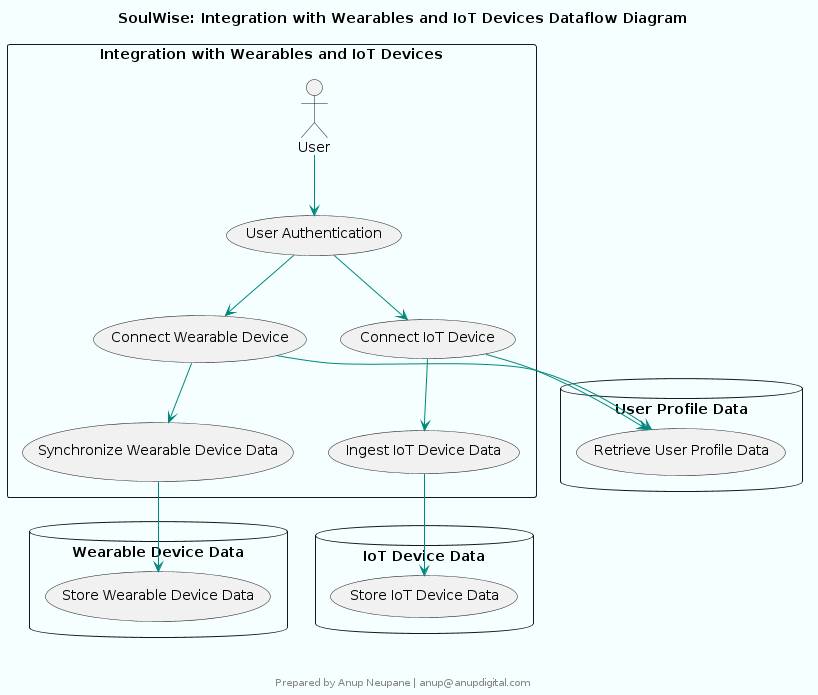 SoulWise: Integration with Wearables and IoT Devices Dataflow Diagram
Integration with Wearables and IoT Devices
User
User Authentication
Connect Wearable Device
Connect IoT Device
User Profile Data
Synchronize Wearable Device Data
Ingest IoT Device Data
Retrieve User Profile Data
Wearable Device Data
IoT Device Data
Store Wearable Device Data
Store IoT Device Data
Prepared by Anup Neupane | anup@anupdigital.com